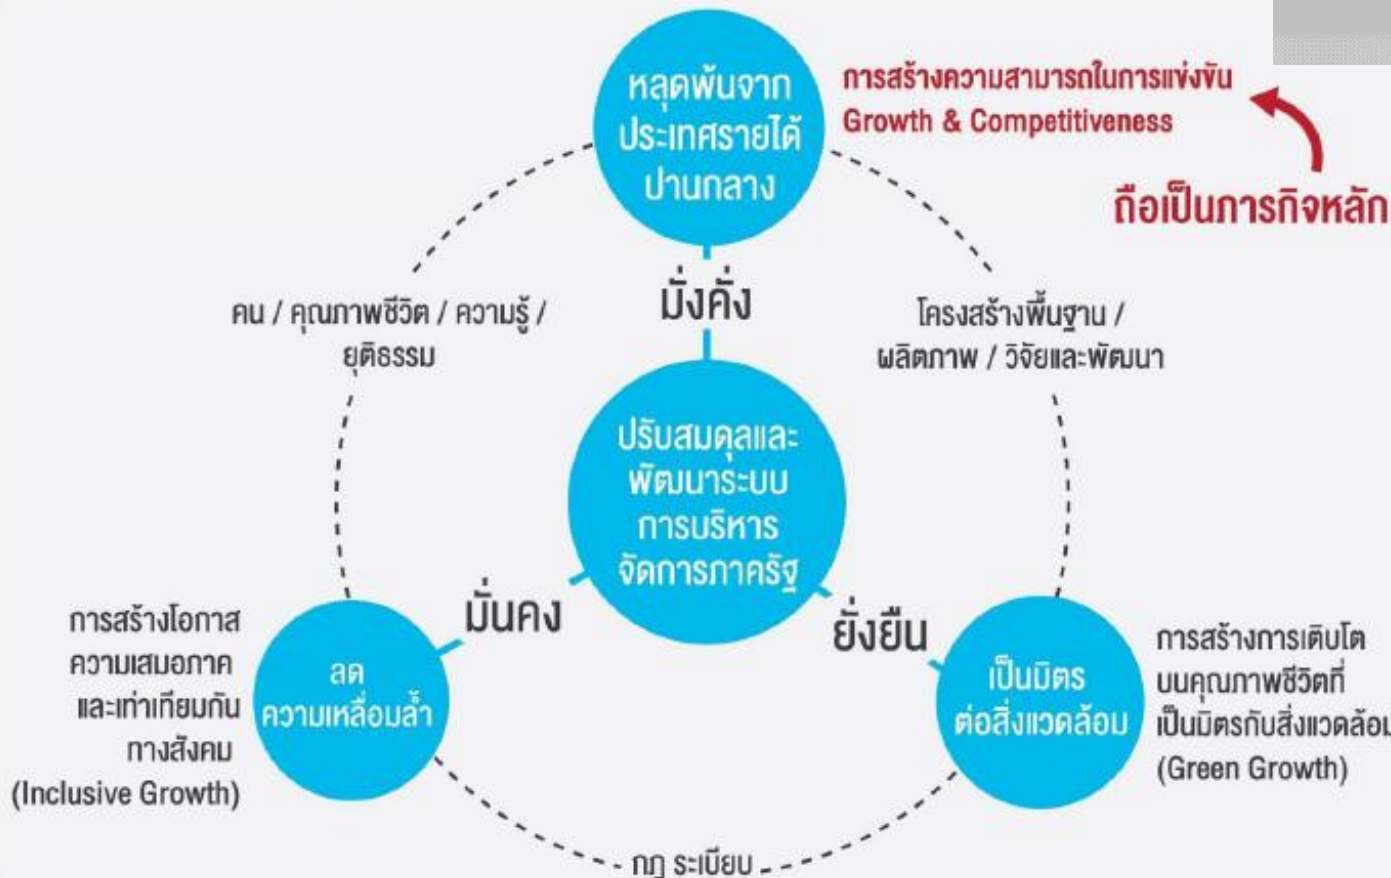 หลุดพ้นจาก
ประเทศรายได้
ปานกลาง
การสร้างความสามารถในการแข่งขัน
Growth & Competitiveness
ถือเป็นภารกิจหลัก
มั่งคั่ง
คน / คุณภาพชีวิต / ความรู้ /
ยุติธรรม
โครงสร้างพื้นฐาน /
ผลิตภาพ / วิจัยและพัฒนา
ปรับสมดุลและ
พัฒนาระบบ
การบริหาร
จัดการภาครัฐ
มั่นคง
ยั่งยืน
การสร้างโอกาส
ความเสมอภาค
และเท่าเทียมกัน
ทางสังคม
(Inclusive Growth)
ลด
ความเหลื่อมล้ำ
เป็นมิตร
ต่อสิ่งแวดล้อม
การสร้างการเติบโต
บนคุณภาพชีวิตที่
เป็นมิตรกับสิ่งแวดล้อม
(Green Growth)
กฎ ระเบียบ